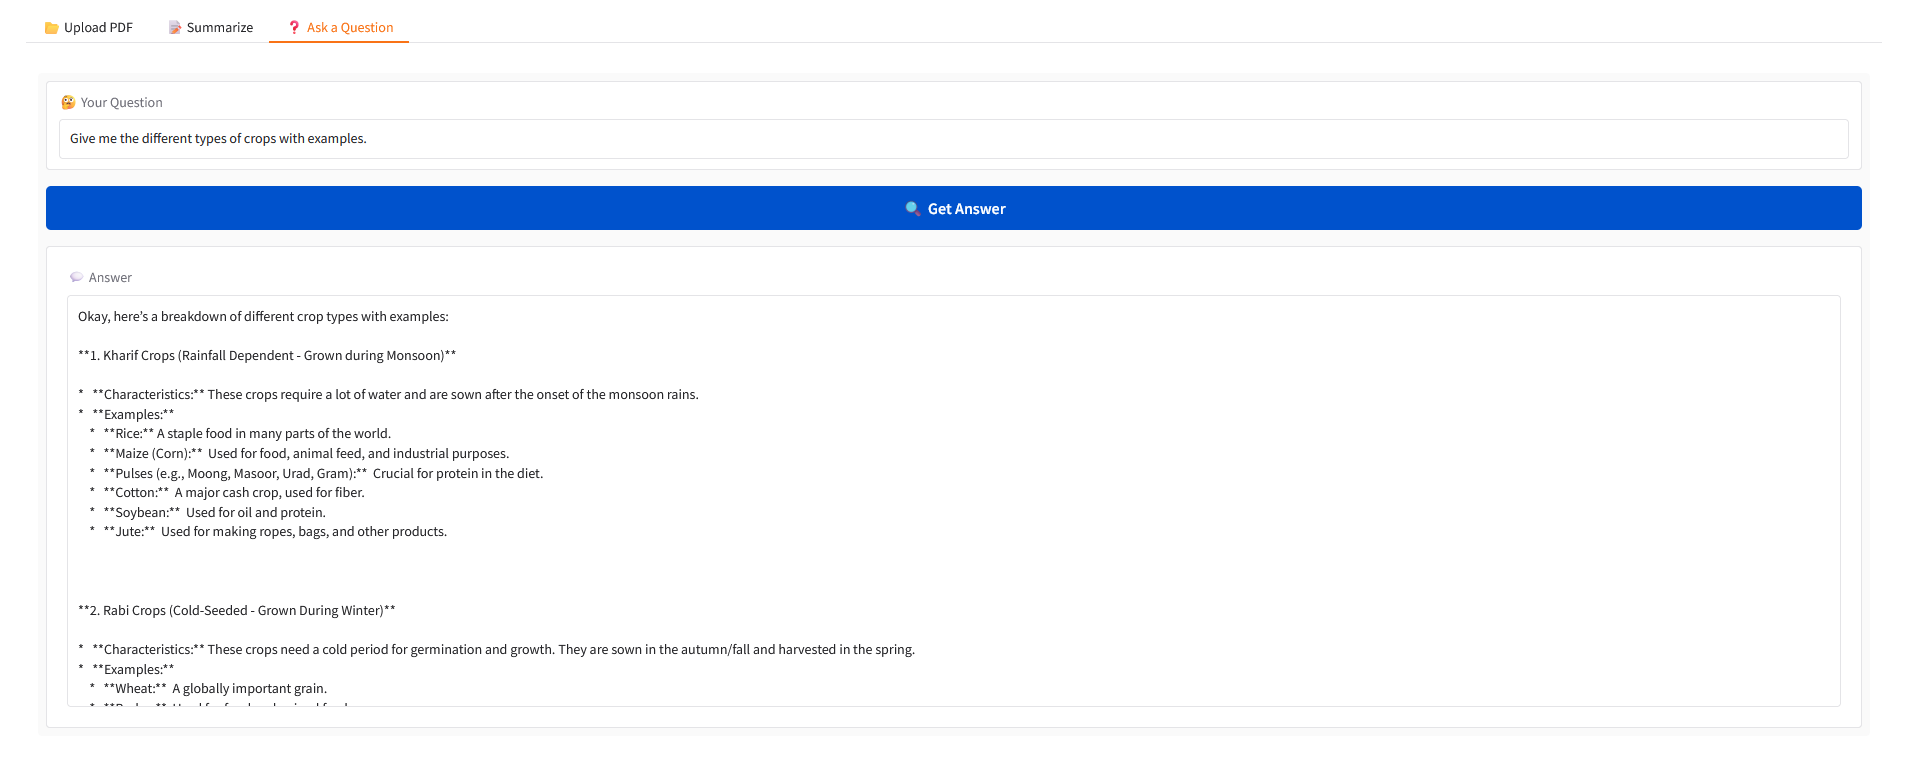 Upload PDF
Summarize
Ask a Question
Your Question
Give me the different types of crops with examples.
Get Answer
Answer
Okay, here's a breakdown of different crop types with examples:
**1. Kharif Crops (Rainfall Dependent - Grown during Monsoon)**
*   **Characteristics:** These crops require a lot of water and are sown after the onset of the monsoon rains.
*   **Examples:**
    *   **Rice:** A staple food in many parts of the world.
    *   **Maize (Corn):**  Used for food, animal feed, and industrial purposes.
    *   **Pulses (e.g., Moong, Masoor, Urad, Gram):**  Crucial for protein in the diet.
    *   **Cotton:**  A major cash crop, used for fiber.
    *   **Soybean:**  Used for oil and protein.
    *   **Jute:**  Used for making ropes, bags, and other products.
**2. Rabi Crops (Cold-Seeded - Grown During Winter)**
*   **Characteristics:** These crops need a cold period for germination and growth. They are sown in the autumn/fall and harvested in the spring.
*   **Examples:**
    *   **Wheat:**  A globally important grain.